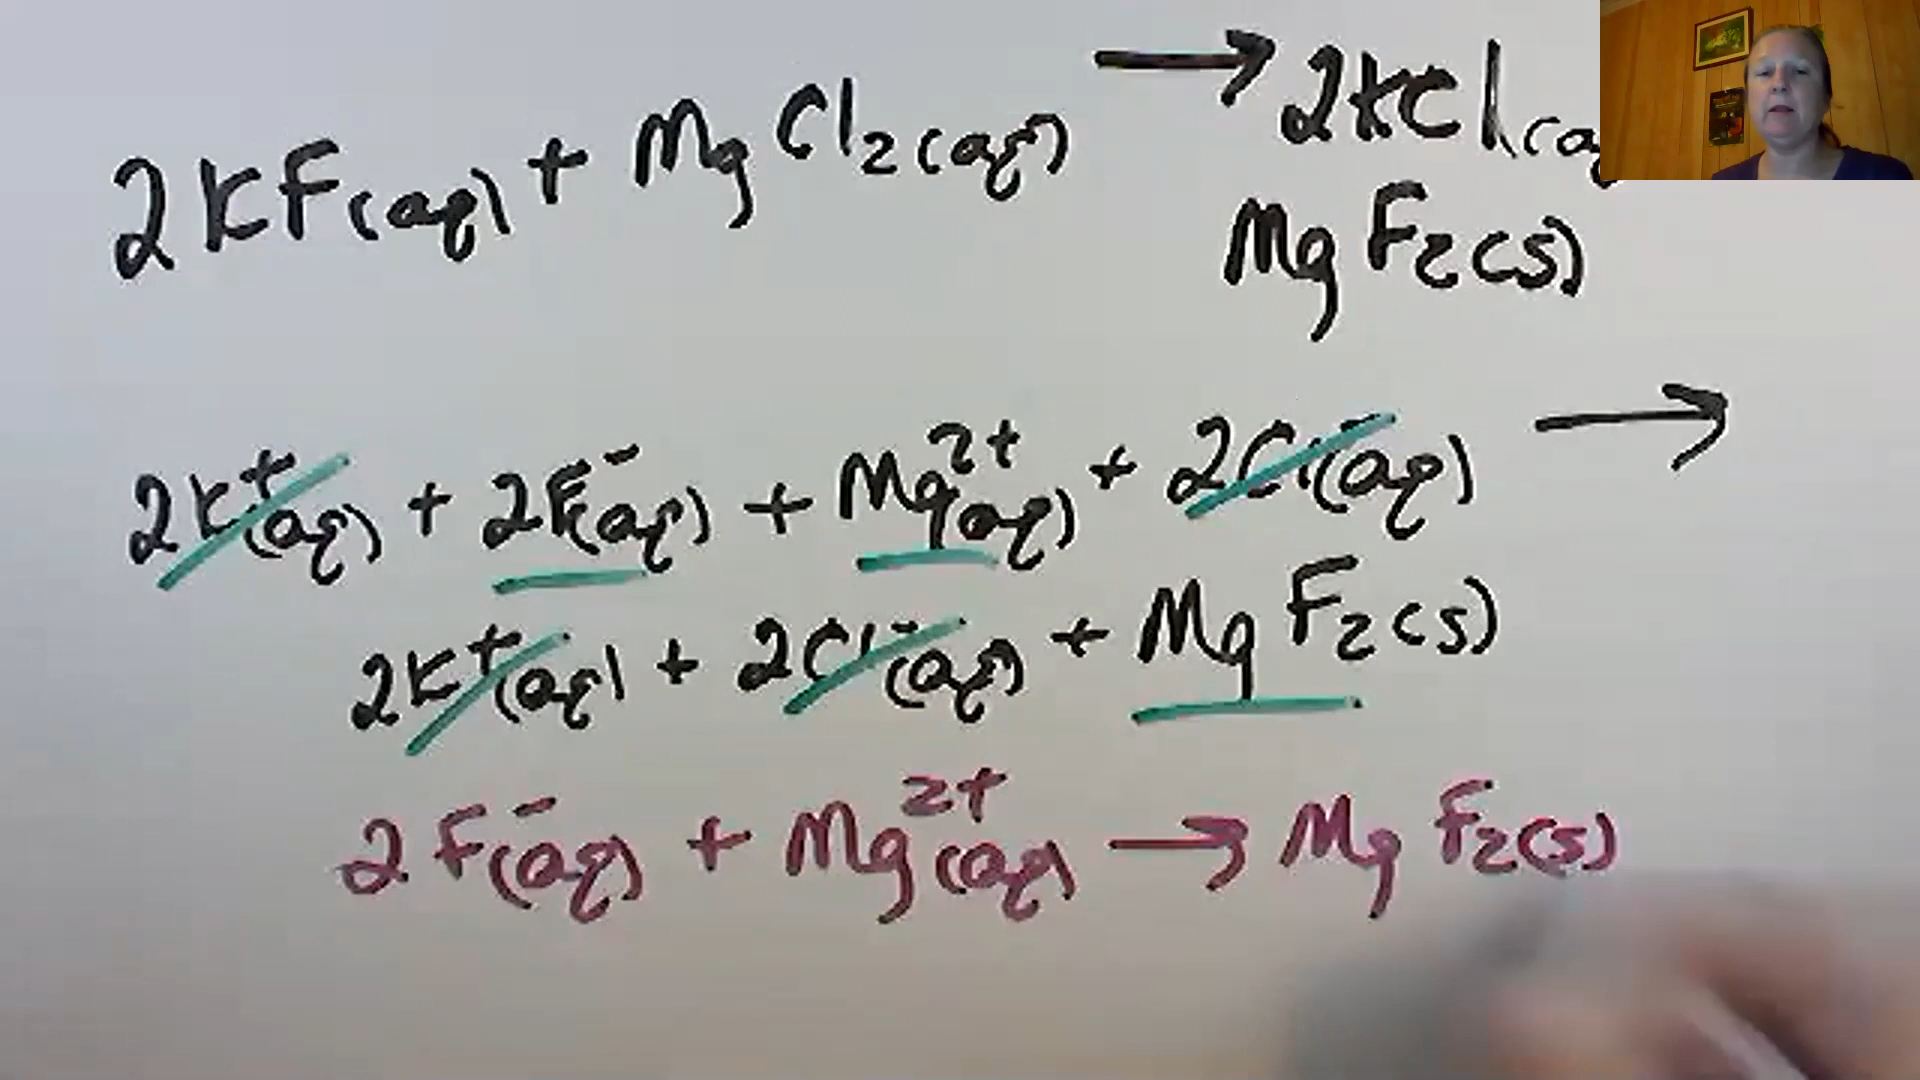 2KF(aq) + MgCl₂(aq) → 2KCl(aq
MgF₂(s)
2K⁺(aq) + 2F⁻(aq) + Mg²⁺(aq) + 2Cl⁻(aq) →
2K⁺(aq) + 2Cl⁻(aq) + MgF₂(s)
2F⁻(aq) + Mg²⁺(aq) → MgF₂(s)